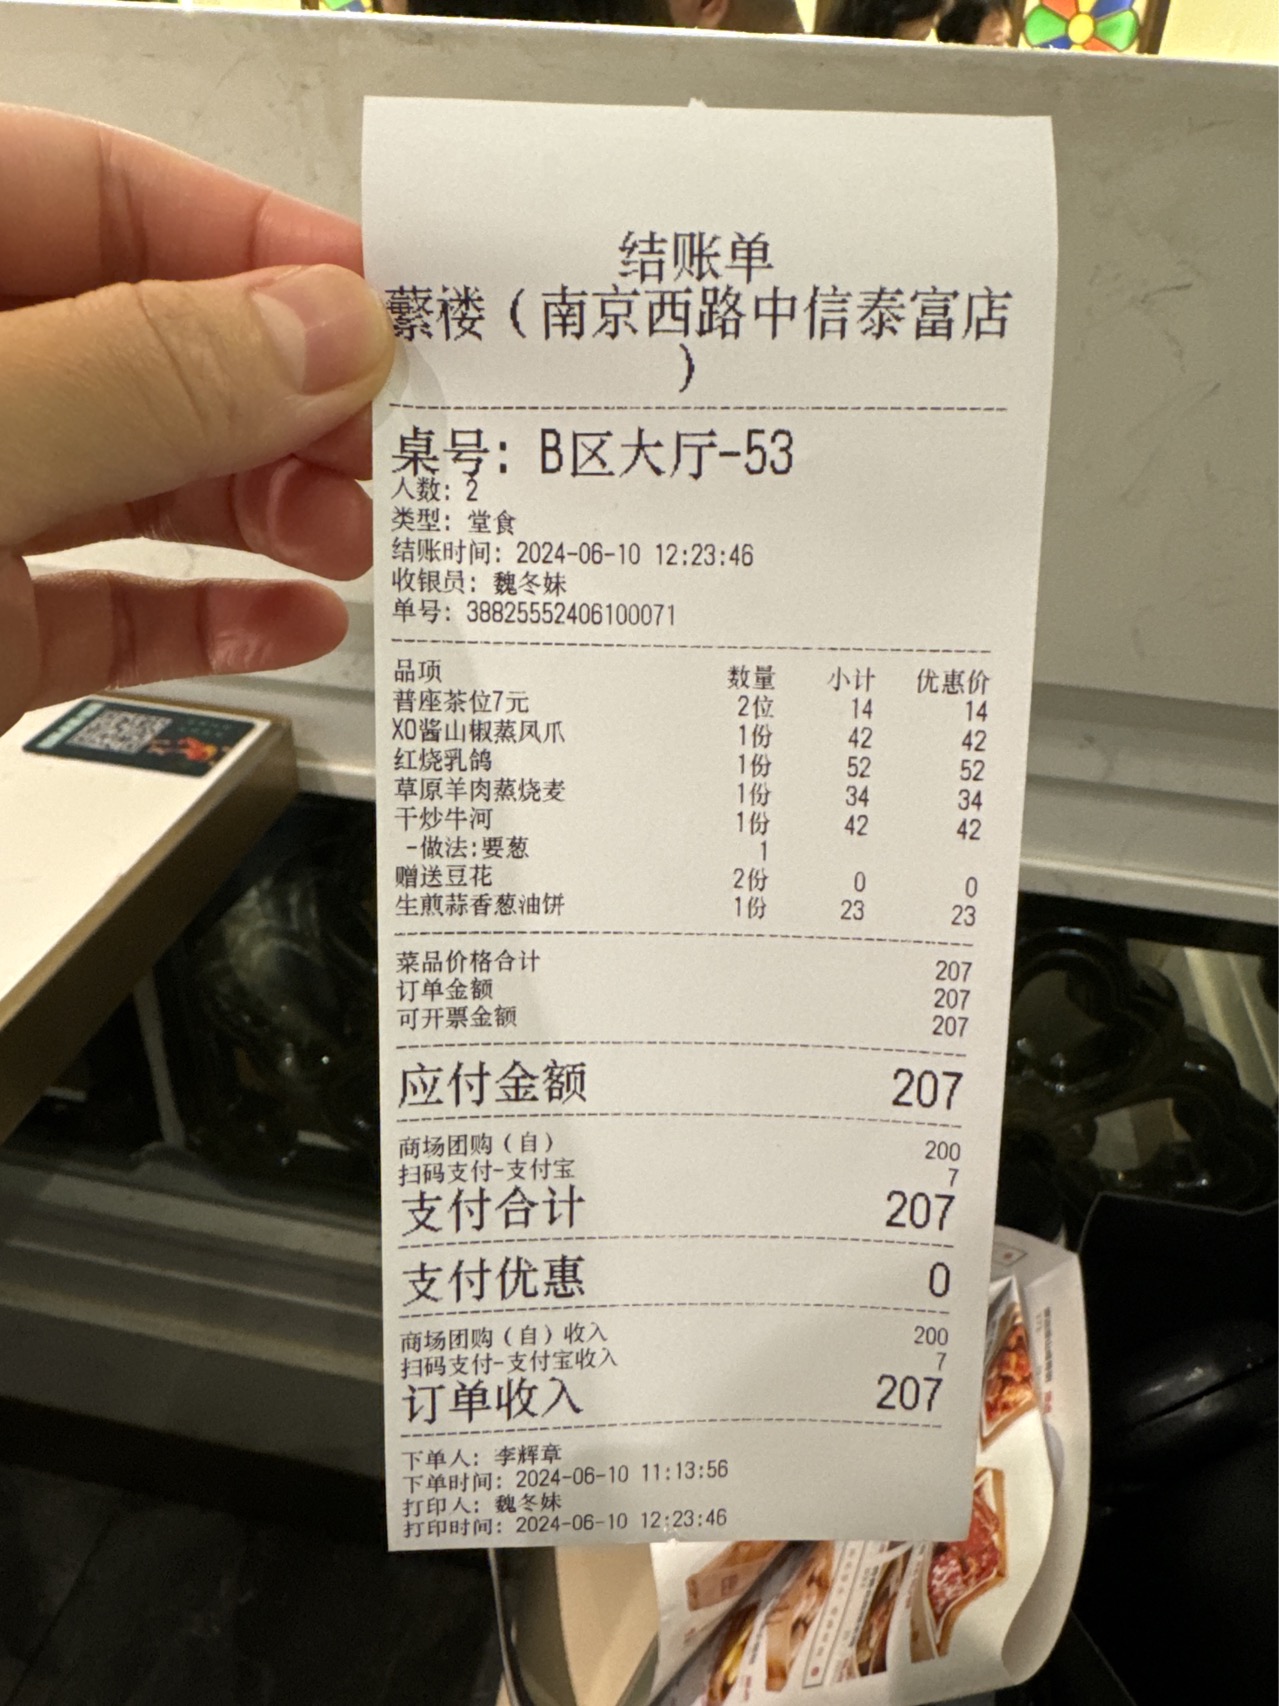 结账单
蘩楼（南京西路中信泰富店
）
桌号：B区大厅-53
人数：2
类型：堂食
结账时间：2024-06-10 12:23:46
收银员：魏冬妹
单号：38825552406100071
品项 数量 小计 优惠价
普座茶位7元 2位 14 14
XO酱山椒蒸凤爪 1份 42 42
红烧乳鸽 1份 52 52
草原羊肉蒸烧麦 1份 34 34
干炒牛河 1份 42 42
-做法:要葱 1
赠送豆花 2份 0 0
生煎蒜香葱油饼 1份 23 23
菜品价格合计 207
订单金额 207
可开票金额 207
应付金额 207
商场团购（自） 200
扫码支付-支付宝 7
支付合计 207
支付优惠 0
商场团购（自）收入 200
扫码支付-支付宝收入 7
订单收入 207
下单人：李辉章
下单时间：2024-06-10 11:13:56
打印人：魏冬妹
打印时间：2024-06-10 12:23:46